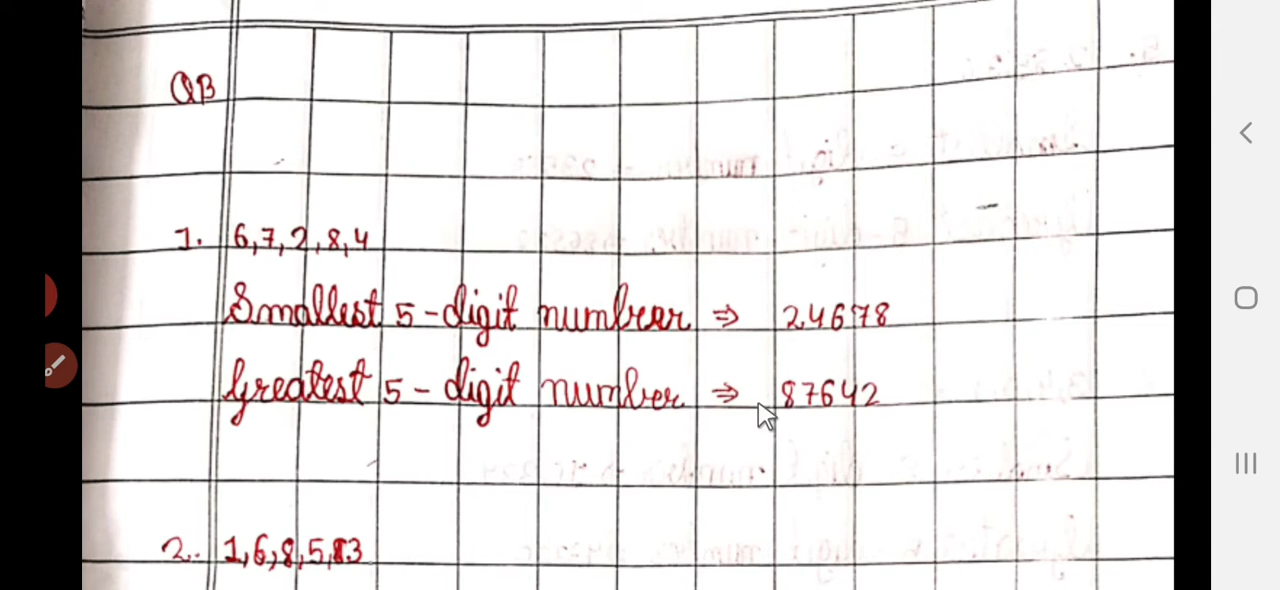 QB
1. 6,7,2,8,4
Smallest 5-digit number ⇒ 24678
Greatest 5-digit number ⇒ 87642
2. 1,6,8,5,3